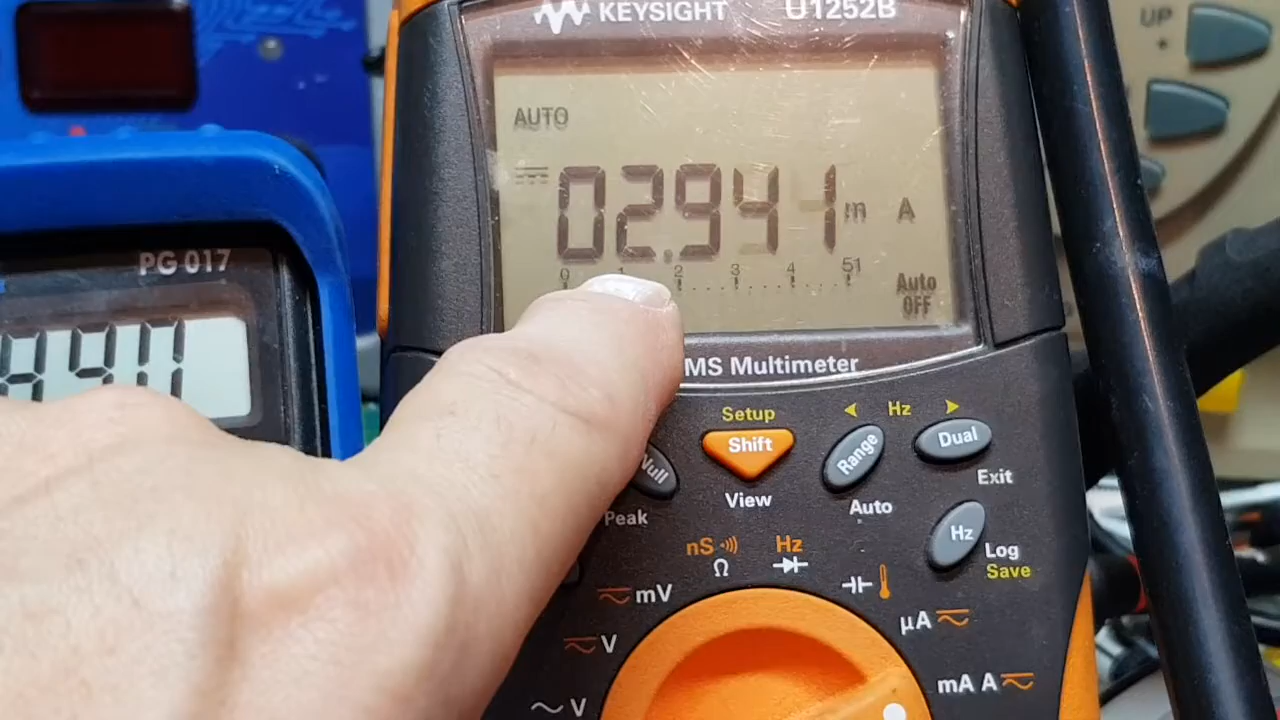 KEYSIGHT U1252B
UP
AUTO
02.941 m A
0 1 2 3 4 51
Auto
OFF
PG 017
MS Multimeter
Setup
Hz
Shift
Range
Dual
Null
View
Exit
Peak
Auto
Hz
nS
Hz
Log
Ω
Save
mV
μA
V
mA A
V